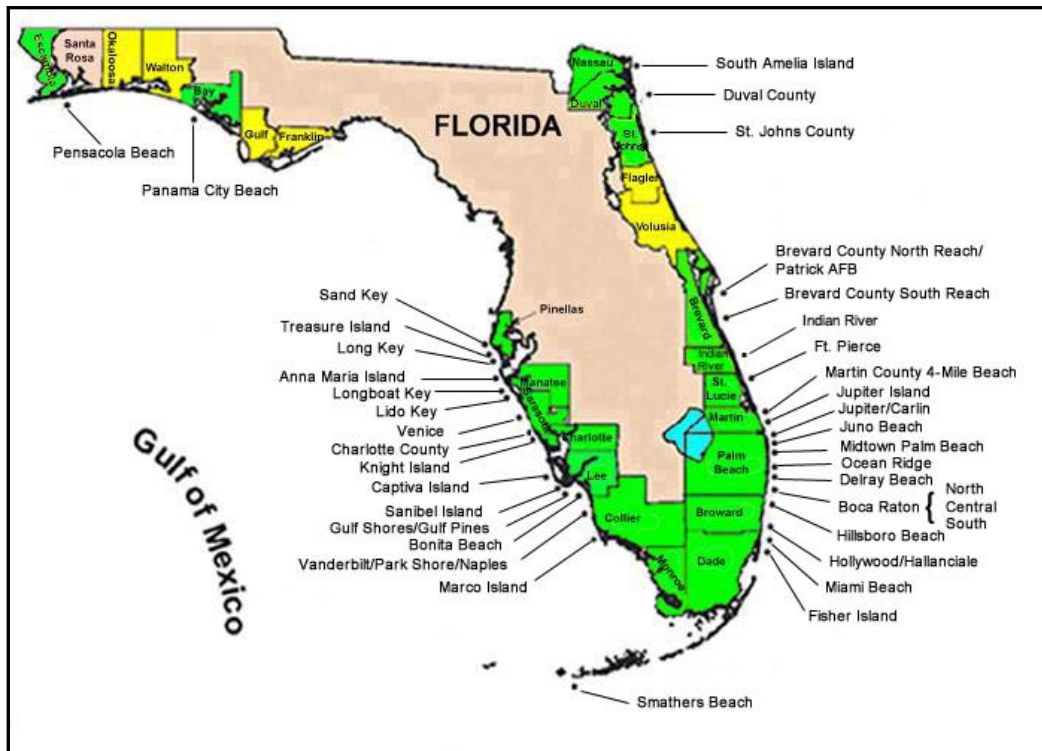 Escambia
Santa
Rosa
Okaloosa
Walton
Bay
Gulf
Franklin
Pensacola Beach
Panama City Beach
FLORIDA
Nassau
Duval
St.
Johns
Flagler
Volusia
South Amelia Island
Duval County
St. Johns County
Brevard County North Reach/
Patrick AFB
Brevard County South Reach
Indian River
Ft. Pierce
Martin County 4-Mile Beach
Jupiter Island
Jupiter/Carlin
Juno Beach
Midtown Palm Beach
Ocean Ridge
Delray Beach
Boca Raton { North
Central
South
Hillsboro Beach
Hollywood/Hallanciale
Miami Beach
Fisher Island
Brevard
Indian
River
St.
Lucie
Martin
Palm
Beach
Broward
Dade
Monroe
Collier
Lee
Charlotte
Sarasota
Manatee
Pinellas
Sand Key
Treasure Island
Long Key
Anna Maria Island
Longboat Key
Lido Key
Venice
Charlotte County
Knight Island
Captiva Island
Sanibel Island
Gulf Shores/Gulf Pines
Bonita Beach
Vanderbilt/Park Shore/Naples
Marco Island
Gulf of Mexico
Smathers Beach